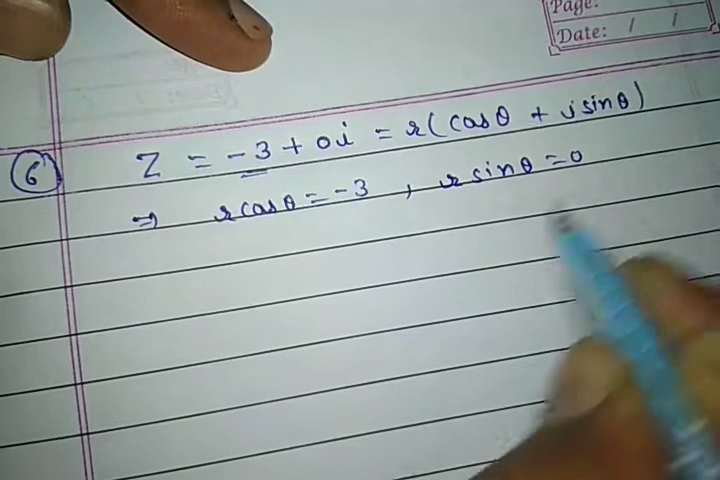 Page:
Date: / /
6 Z = -3 + 0i = r(cosθ + i sinθ)
⇒ r cosθ = -3 , r sinθ = 0